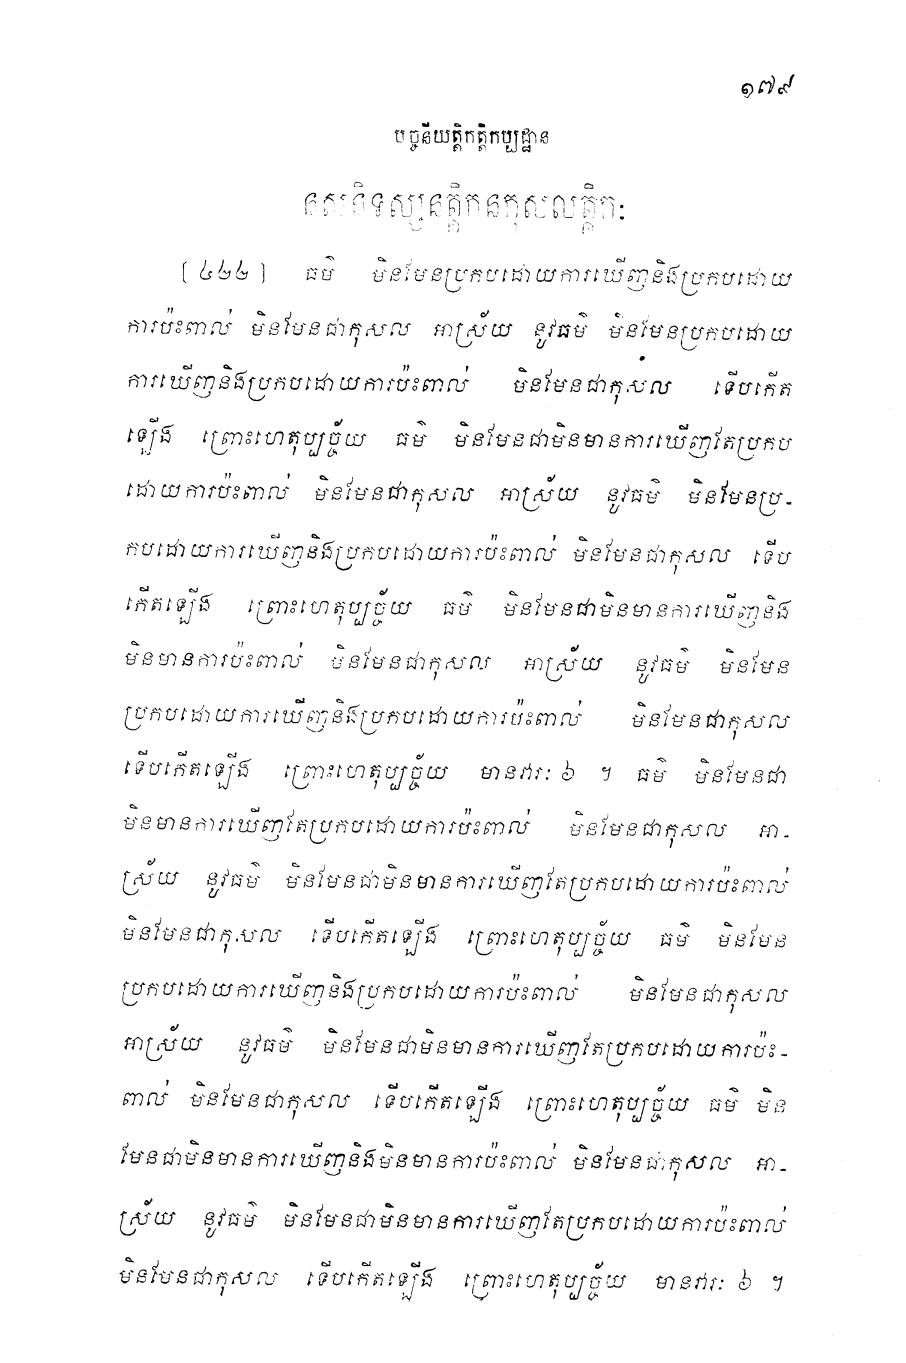 ១៧៩
បច្ចនីយត្តិកត្តិកប្បដ្ឋាន
នសនិទស្សនត្តិកនកុសលត្តិកៈ
[៤២២] ធម៌ មិនមែនប្រកបដោយការឃើញនិងប្រកបដោយ
ការប៉ះពាល់ មិនមែនជាកុសល អាស្រ័យ នូវធម៌ មិនមែនប្រកបដោយ
ការឃើញនិងប្រកបដោយការប៉ះពាល់ មិនមែនជាកុសល ទើបកើត
ឡើង ព្រោះហេតុប្បច្ច័យ ធម៌ មិនមែនជាមិនមានការឃើញតែប្រកប
ដោយការប៉ះពាល់ មិនមែនជាកុសល អាស្រ័យ នូវធម៌ មិនមែនប្រ-
កបដោយការឃើញនិងប្រកបដោយការប៉ះពាល់ មិនមែនជាកុសល ទើប
កើតឡើង ព្រោះហេតុប្បច្ច័យ ធម៌ មិនមែនជាមិនមានការឃើញនិង
មិនមានការប៉ះពាល់ មិនមែនជាកុសល អាស្រ័យ នូវធម៌ មិនមែន
ប្រកបដោយការឃើញនិងប្រកបដោយការប៉ះពាល់ មិនមែនជាកុសល
ទើបកើតឡើង ព្រោះហេតុប្បច្ច័យ មានវារៈ ៦ ។ ធម៌ មិនមែនជា
មិនមានការឃើញតែប្រកបដោយការប៉ះពាល់ មិនមែនជាកុសល អា-
ស្រ័យ នូវធម៌ មិនមែនជាមិនមានការឃើញតែប្រកបដោយការប៉ះពាល់
មិនមែនជាកុសល ទើបកើតឡើង ព្រោះហេតុប្បច្ច័យ ធម៌ មិនមែន
ប្រកបដោយការឃើញនិងប្រកបដោយការប៉ះពាល់ មិនមែនជាកុសល
អាស្រ័យ នូវធម៌ មិនមែនជាមិនមានការឃើញតែប្រកបដោយការប៉ះ-
ពាល់ មិនមែនជាកុសល ទើបកើតឡើង ព្រោះហេតុប្បច្ច័យ ធម៌ មិន
មែនជាមិនមានការឃើញនិងមិនមានការប៉ះពាល់ មិនមែនជាកុសល អា-
ស្រ័យ នូវធម៌ មិនមែនជាមិនមានការឃើញតែប្រកបដោយការប៉ះពាល់
មិនមែនជាកុសល ទើបកើតឡើង ព្រោះហេតុប្បច្ច័យ មានវារៈ ៦ ។